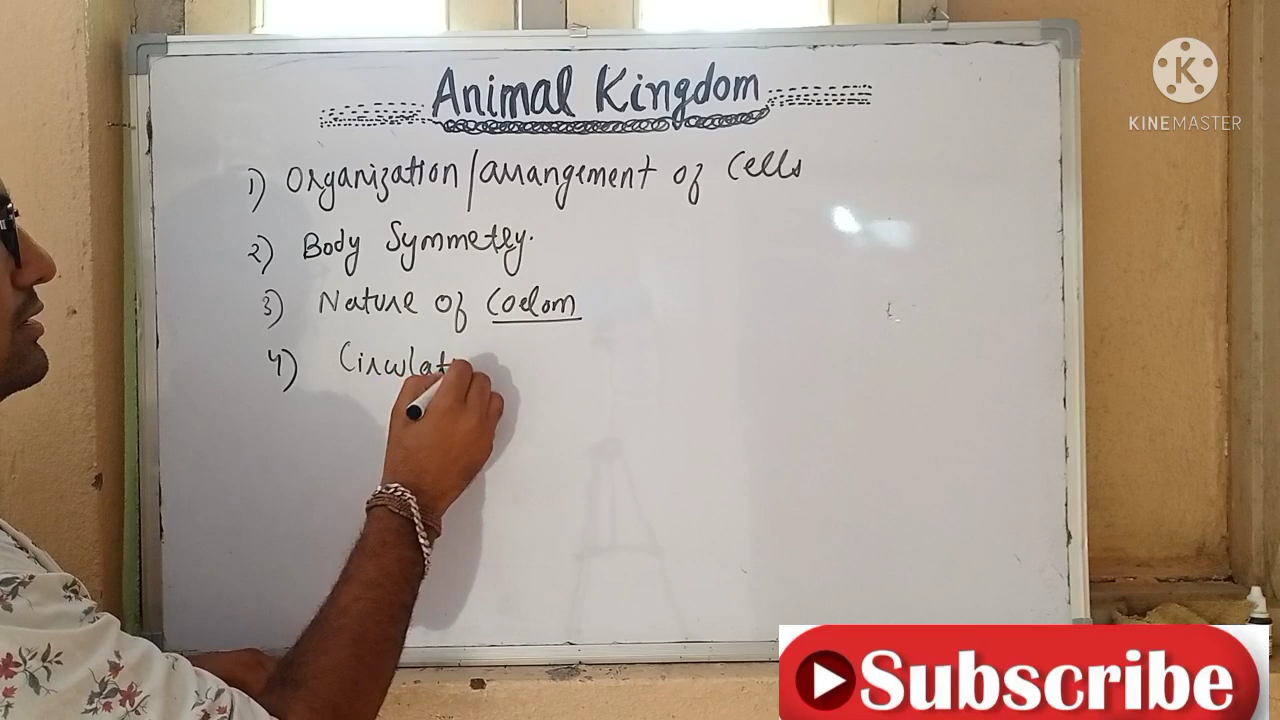 Animal Kingdom
1) Organization/arrangement of Cells
2) Body Symmetry.
3) Nature of Coelom
4) Circulat
K
KINEMASTER
Subscribe